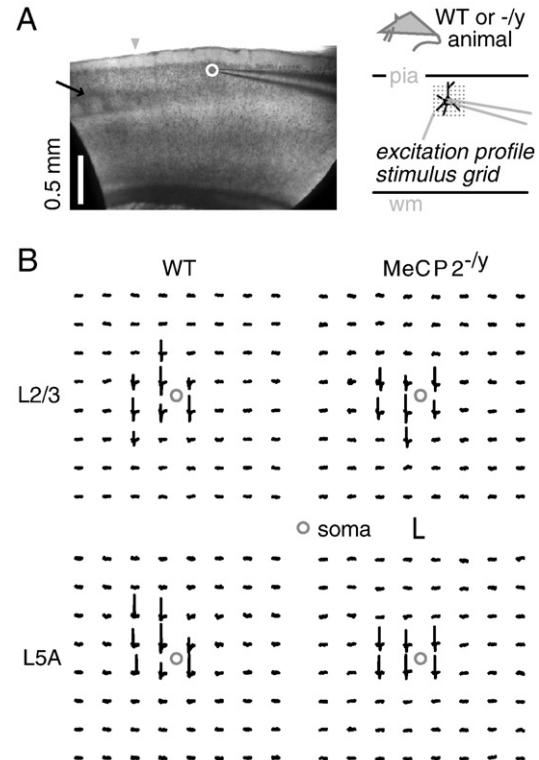 A
WT or -/y
animal
pia
0.5 mm
excitation profile
stimulus grid
wm
B
WT
MeCP2-/y
L2/3
soma
L5A